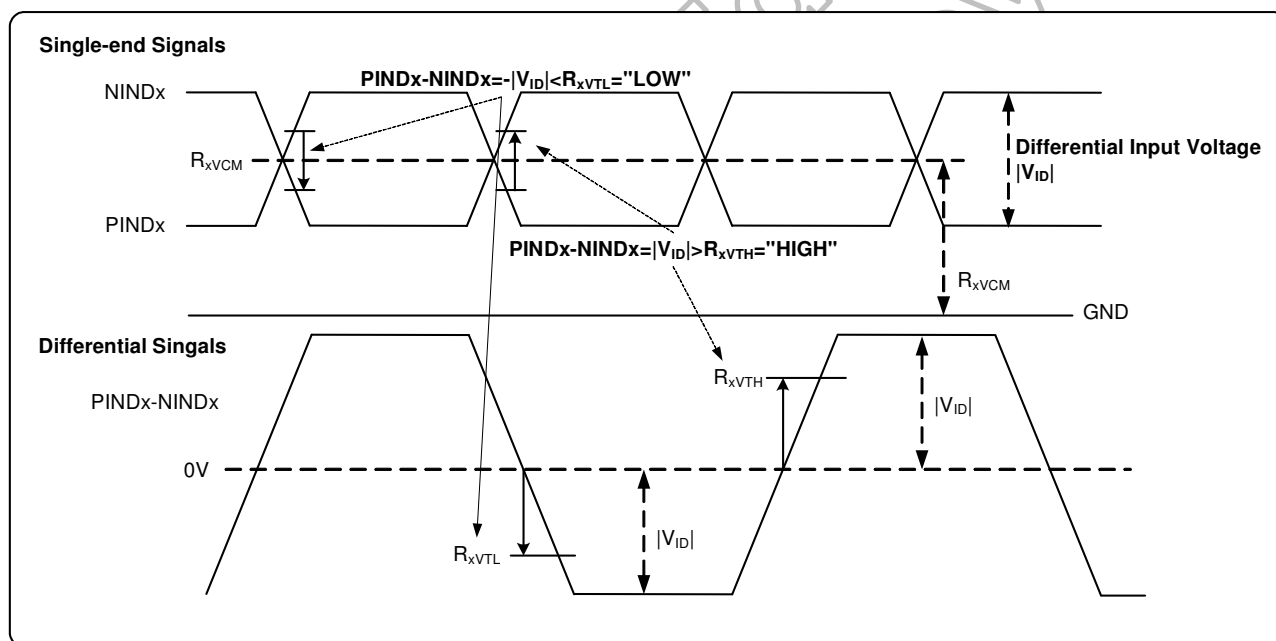 Single-end Signals
PINDx-NINDx=-|VID|<RxVTL="LOW"
NINDx
RxVCM
Differential Input Voltage
|VID|
PINDx
PINDx-NINDx=|VID|>RxVTH="HIGH"
RxVCM
GND
Differential Singals
RxVTH
PINDx-NINDx
|VID|
0V
RxVTL
|VID|